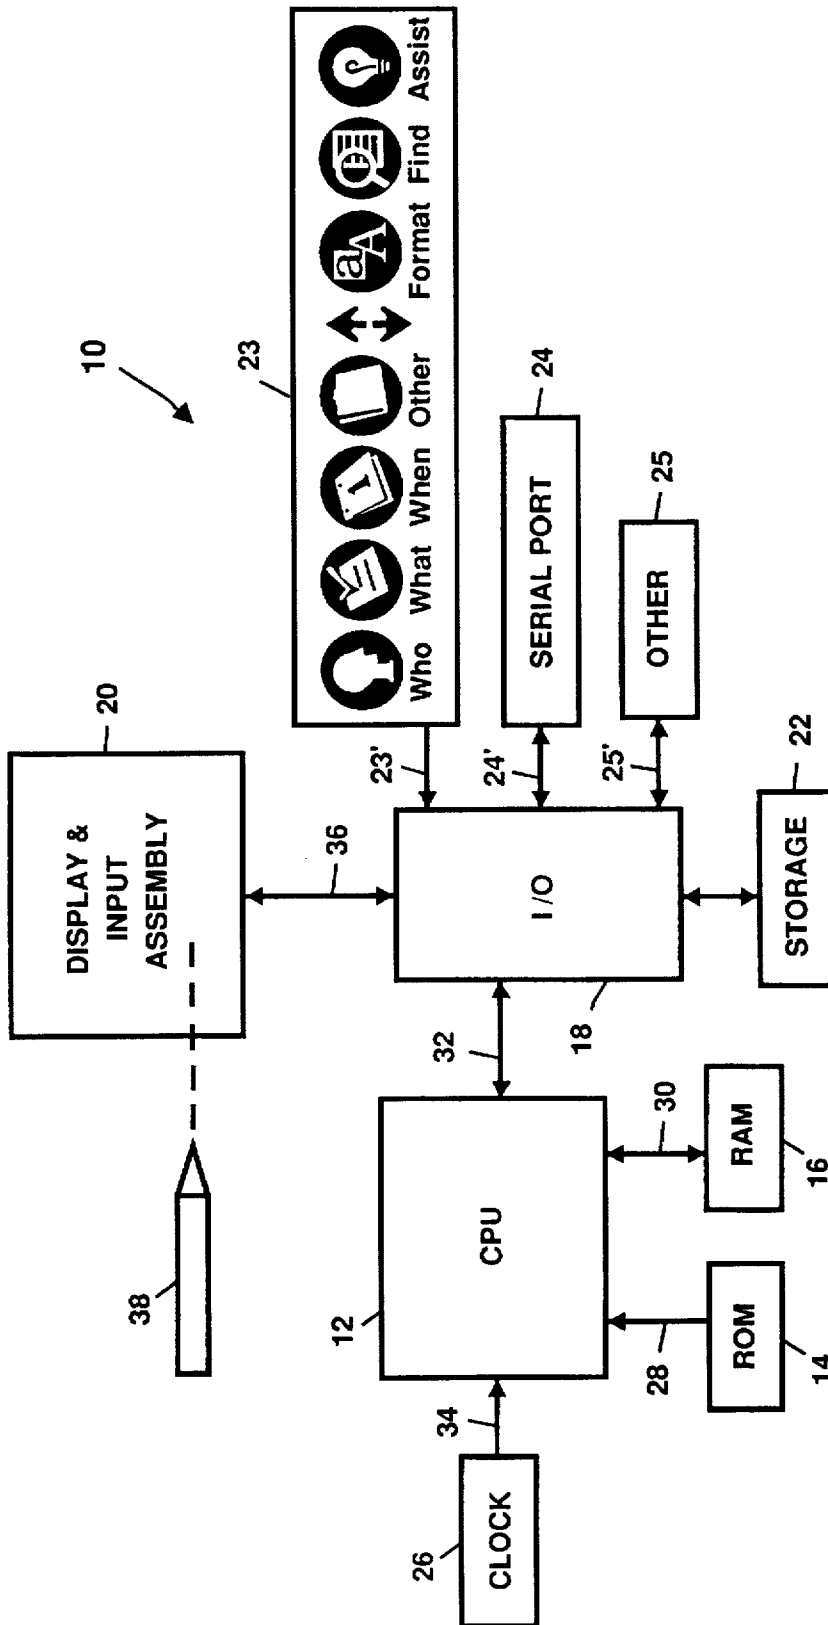 10
20
DISPLAY &
INPUT
ASSEMBLY
38
36
23
Who What When Other Format Find Assist
23'
24
SERIAL PORT
24'
25
OTHER
25'
I/O
18
32
12
CPU
34
26
CLOCK
28
ROM
14
30
RAM
16
22
STORAGE
1
aA
E